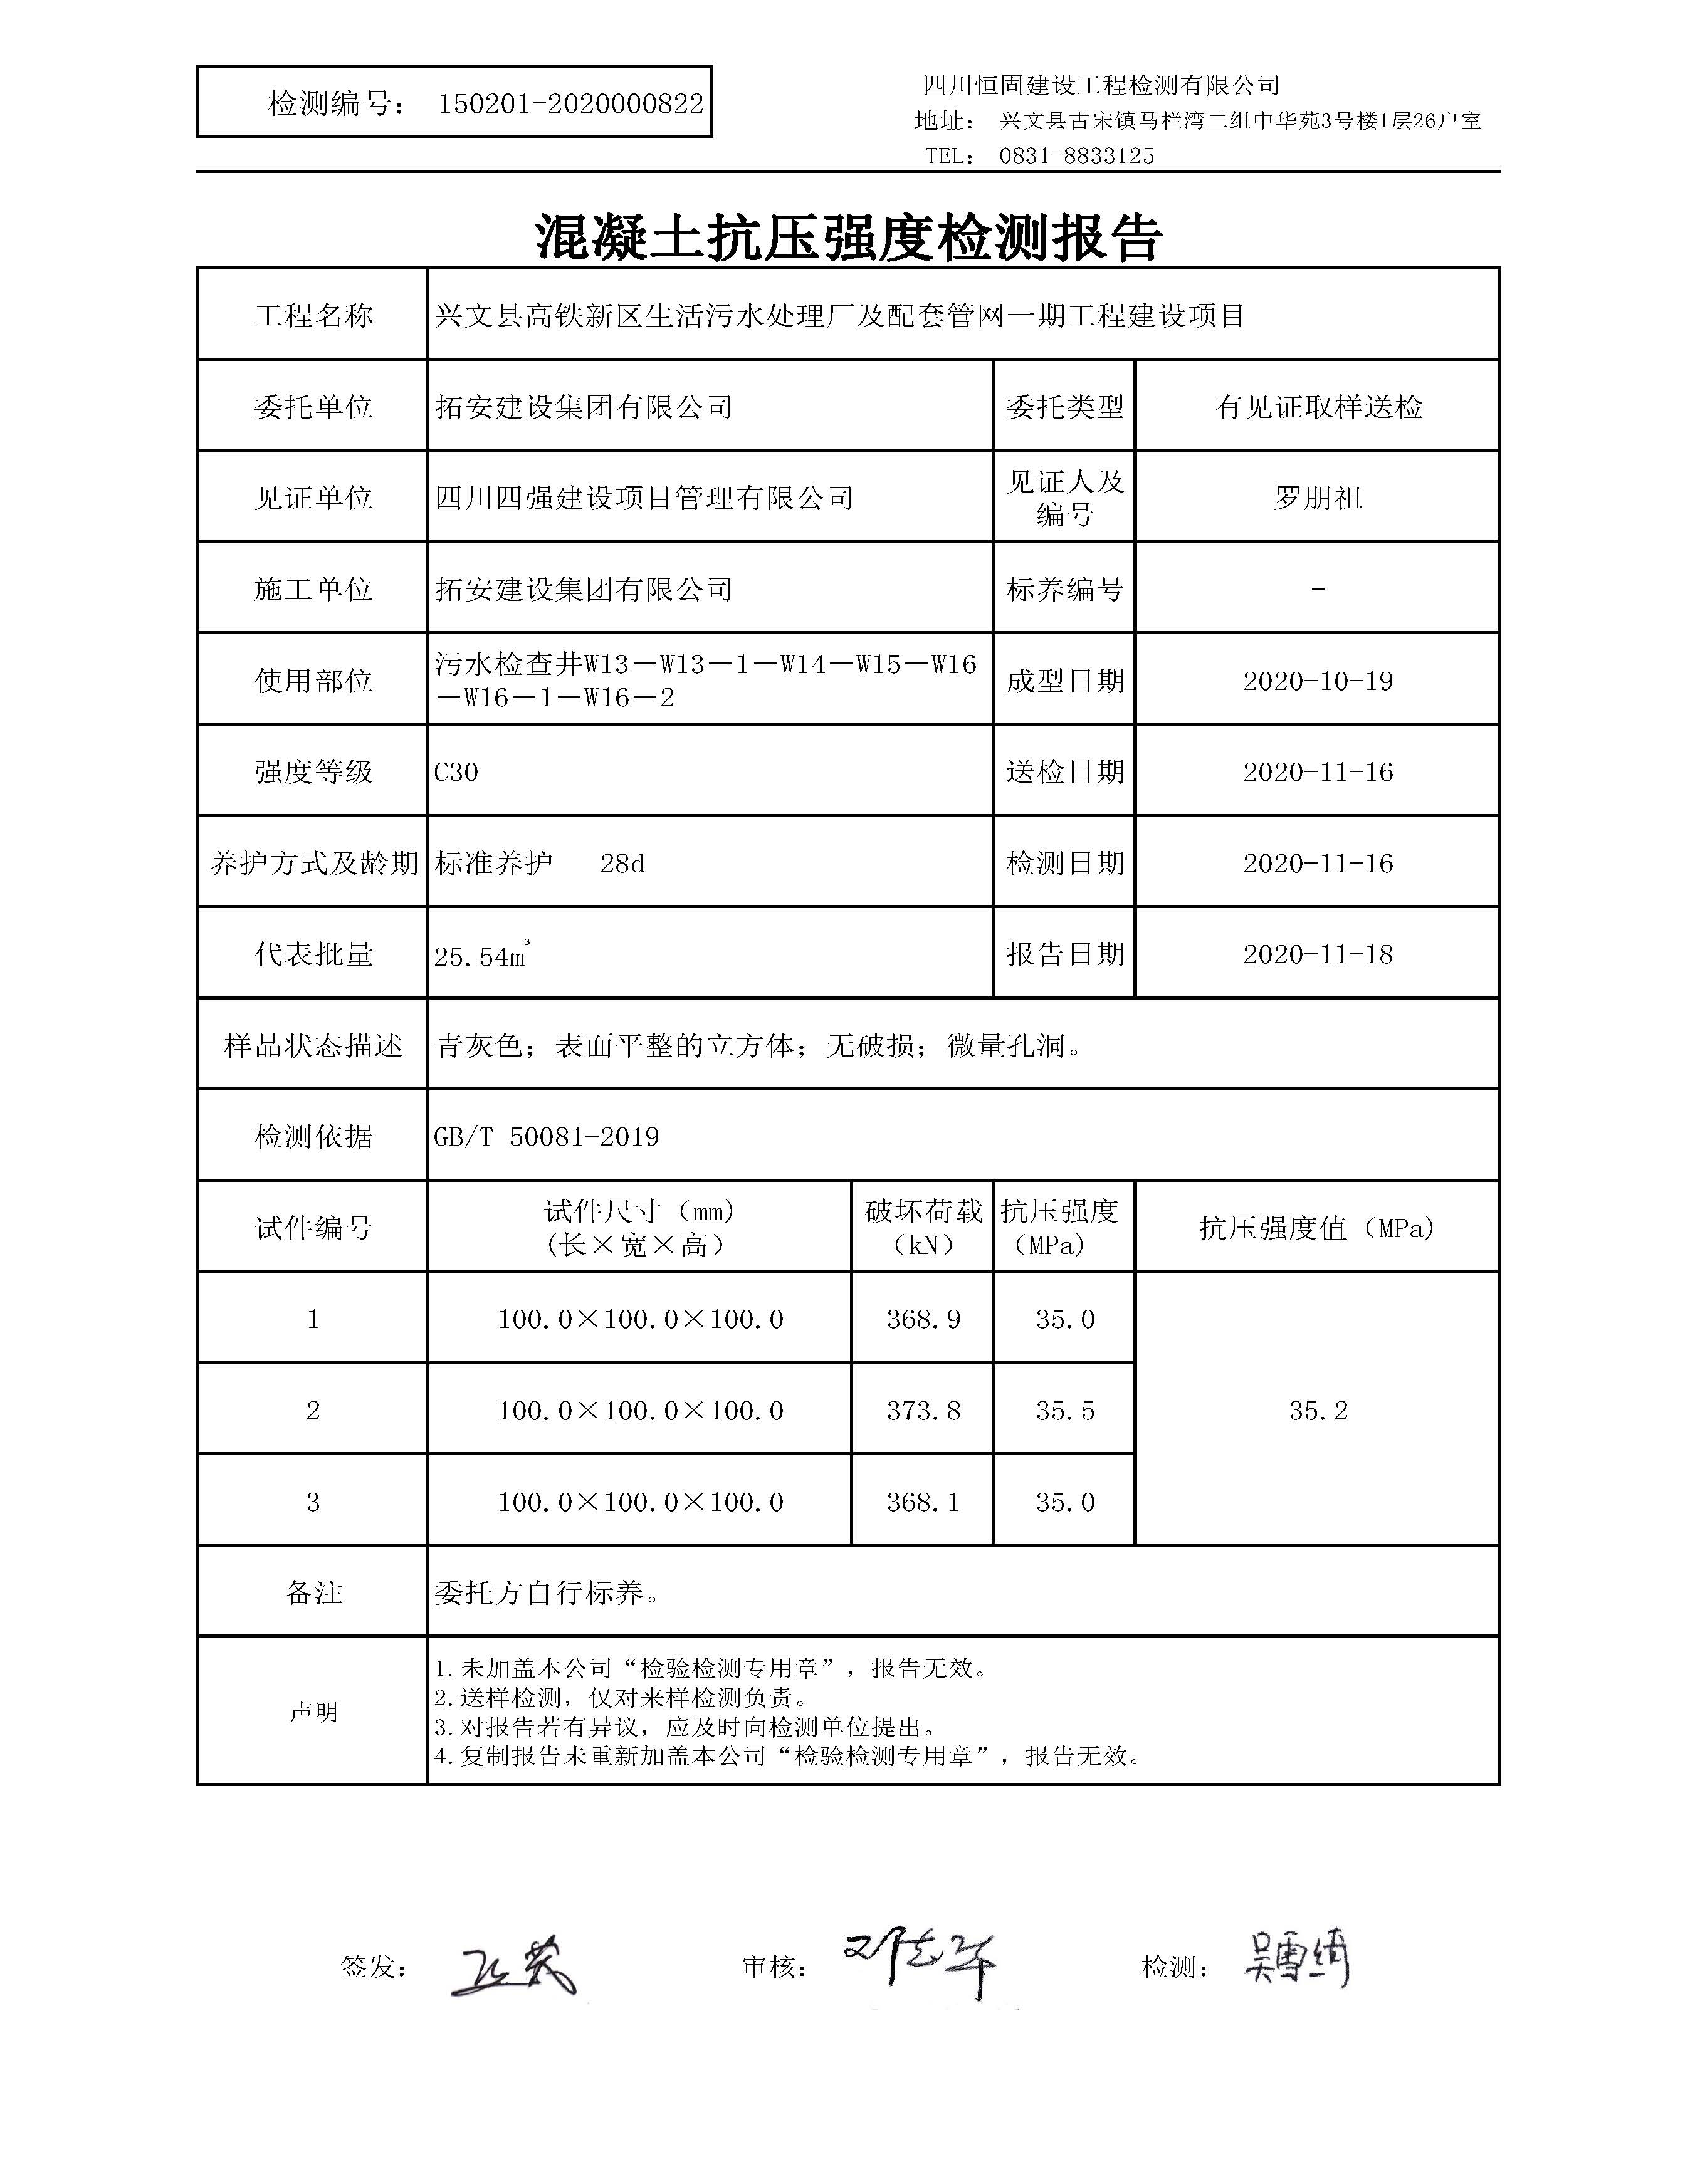 检测编号： 150201-2020000822
四川恒固建设工程检测有限公司
地址： 兴文县古宋镇马栏湾二组中华苑3号楼1层26户室
TEL： 0831-8833125
混凝土抗压强度检测报告
工程名称 兴文县高铁新区生活污水处理厂及配套管网一期工程建设项目
委托单位 拓安建设集团有限公司 委托类型 有见证取样送检
见证单位 四川四强建设项目管理有限公司 见证人及
编号 罗朋祖
施工单位 拓安建设集团有限公司 标养编号 -
使用部位 污水检查井W13－W13－1－W14－W15－W16
－W16－1－W16－2 成型日期 2020-10-19
强度等级 C30 送检日期 2020-11-16
养护方式及龄期 标准养护 28d 检测日期 2020-11-16
代表批量 25.54m³ 报告日期 2020-11-18
样品状态描述 青灰色；表面平整的立方体；无破损；微量孔洞。
检测依据 GB/T 50081-2019
试件编号 试件尺寸（mm)
(长×宽×高） 破坏荷载
（kN） 抗压强度
（MPa) 抗压强度值（MPa)
1 100.0×100.0×100.0 368.9 35.0
2 100.0×100.0×100.0 373.8 35.5 35.2
3 100.0×100.0×100.0 368.1 35.0
备注 委托方自行标养。
声明
1.未加盖本公司“检验检测专用章”，报告无效。
2.送样检测，仅对来样检测负责。
3.对报告若有异议，应及时向检测单位提出。
4.复制报告未重新加盖本公司“检验检测专用章”，报告无效。
签发： 审核： 检测： 吴雪绮